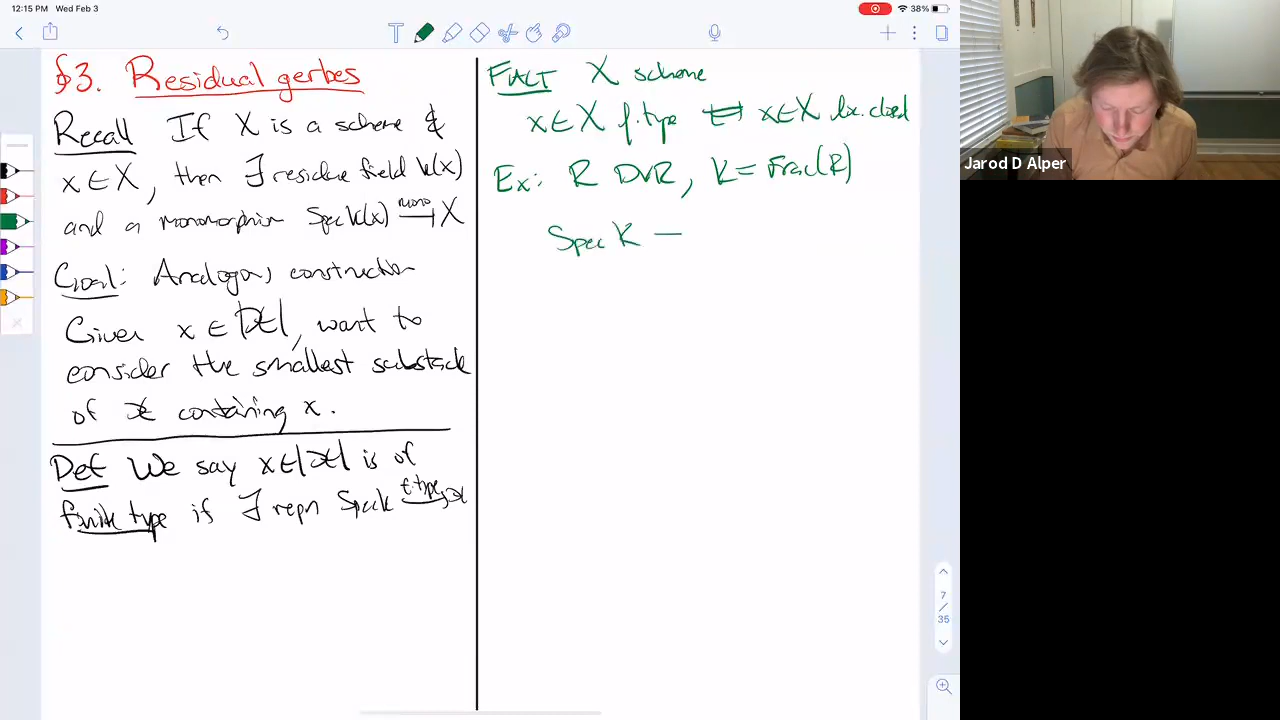 12:15 PM Wed Feb 3
38%
§3. Residual gerbes
Recall If X is a scheme &
x ∈ X, then ∃ residue field k(x)
and a monomorphism Spec k(x) →^{mono} X
Goal: Analogous construction
Given x ∈ |𝒳|, want to
consider the smallest substack
of 𝒳 containing x.
Def We say x ∈ |𝒳| is of
finite type if ∃ repn Spec k →^{f.type} 𝒳
FACT X scheme
x ∈ X f.type ⟺ x ∈ X loc. closed
Ex: R DVR, K = Frac(R)
Spec K —
Jarod D Alper
7
/
35